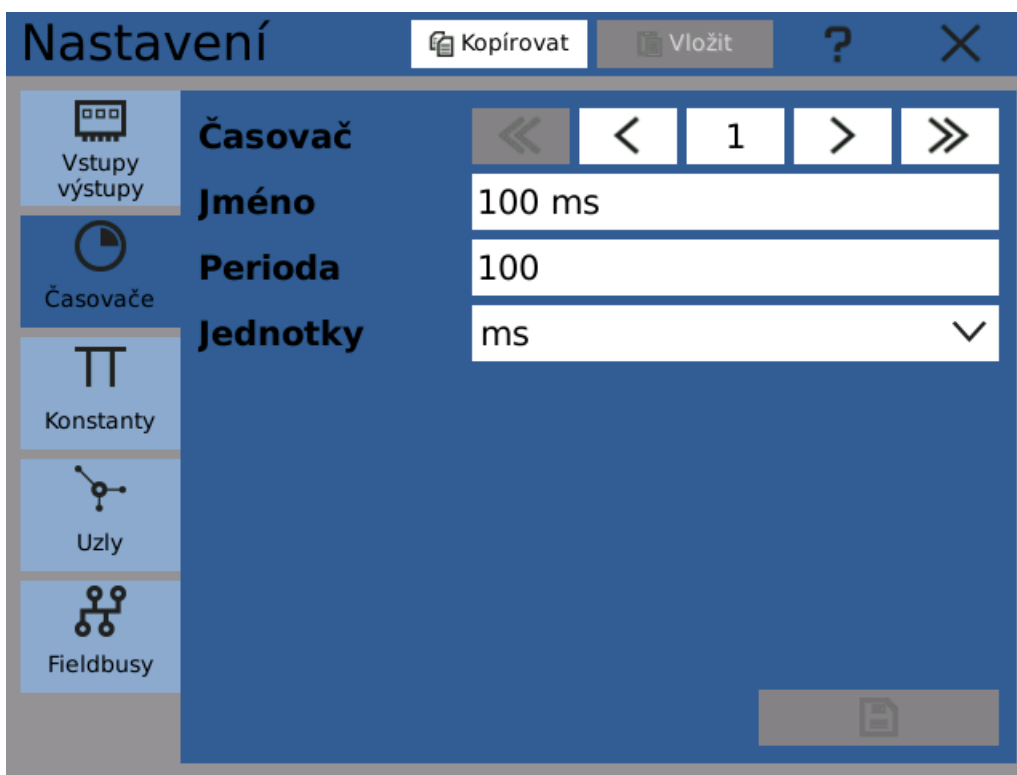 Nastavení
Kopírovat
Vložit
?
Vstupy
výstupy
Časovače
Konstanty
Uzly
Fieldbusy
Časovač
1
Jméno
100 ms
Perioda
100
Jednotky
ms